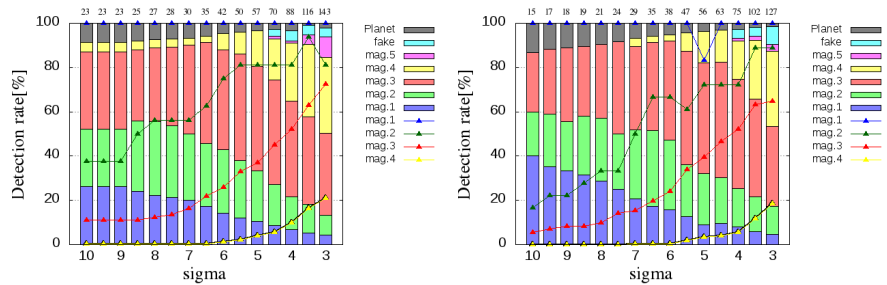 23 23 23 25 27 28 30 35 42 50 57 70 88 116 143
100
80
60
40
20
0
Detection rate[%]
10 9 8 7 6 5 4 3
sigma
Planet
fake
mag.5
mag.4
mag.3
mag.2
mag.1
mag.1
mag.2
mag.3
mag.4
15 17 18 19 21 24 29 35 38 47 56 63 75 102 127
100
80
60
40
20
0
Detection rate[%]
10 9 8 7 6 5 4 3
sigma
Planet
fake
mag.5
mag.4
mag.3
mag.2
mag.1
mag.1
mag.2
mag.3
mag.4